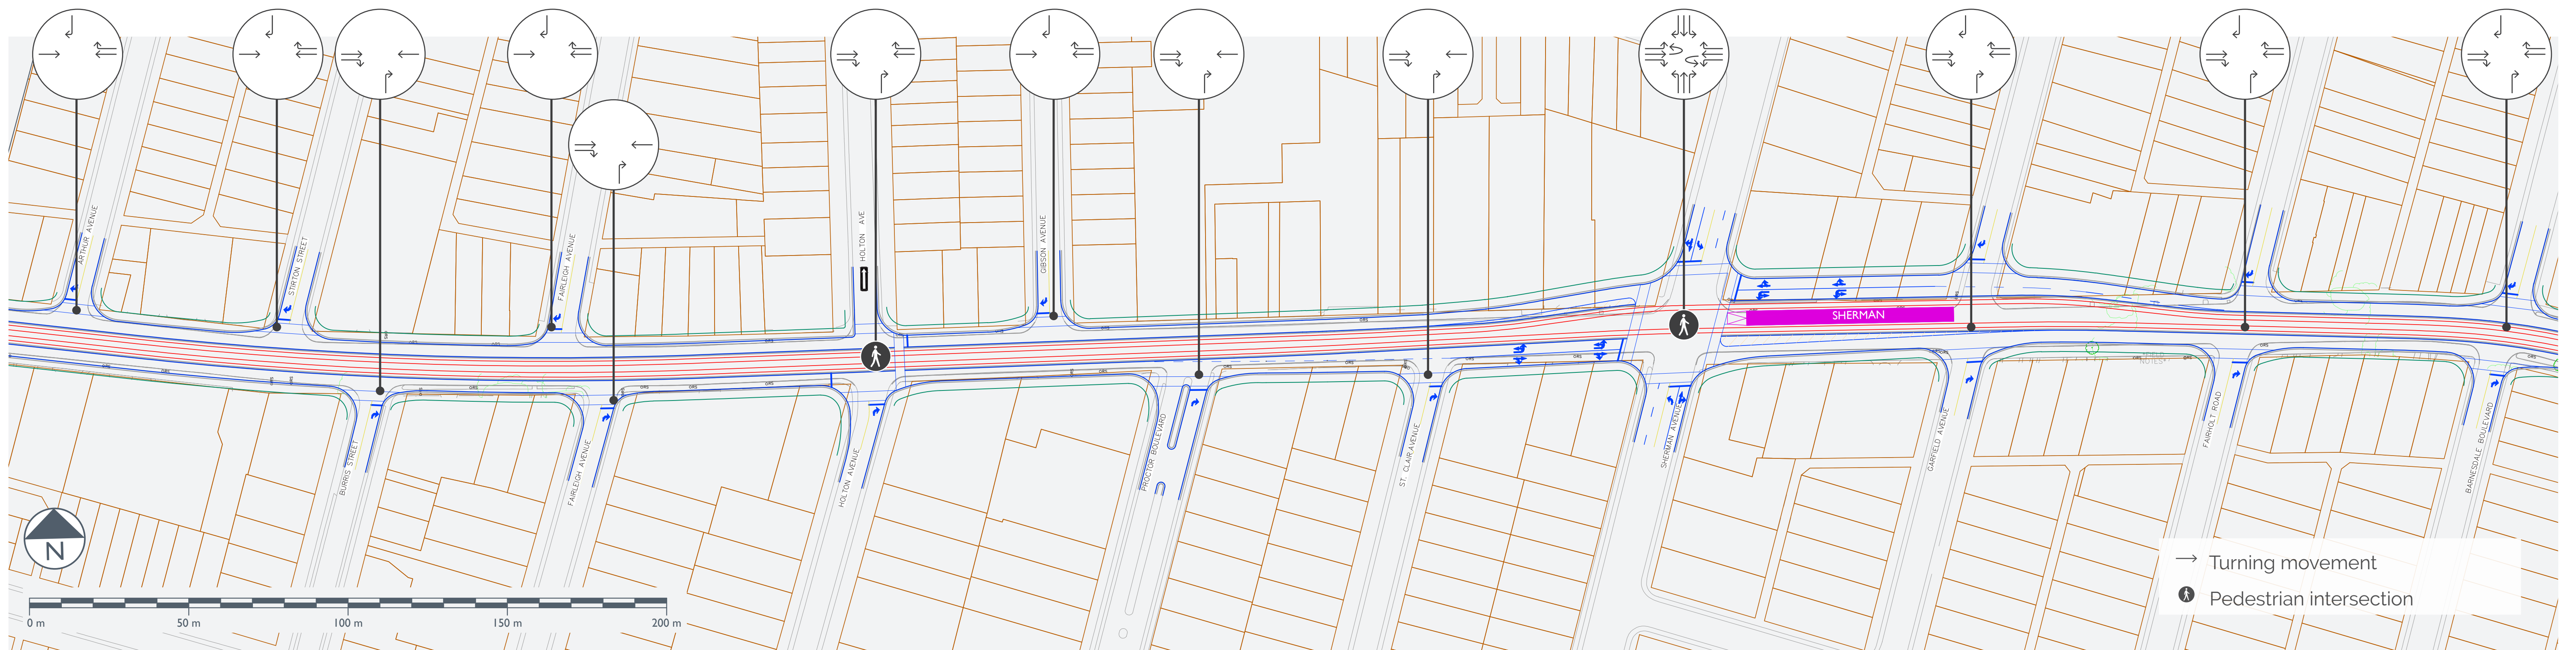 ARTHUR AVENUE
STIRTON STREET
FAIRLEIGH AVENUE
HOLTON AVE
GIBSON AVENUE
SHERMAN
BURRIS STREET
FAIRLEIGH AVENUE
HOLTON AVENUE
PROCTOR BOULEVARD
ST. CLAIR AVENUE
SHERMAN AVENUE
GARFIELD AVENUE
FAIRHOLT ROAD
BARNESDALE BOULEVARD
N
0 m 50 m 100 m 150 m 200 m
Turning movement
Pedestrian intersection